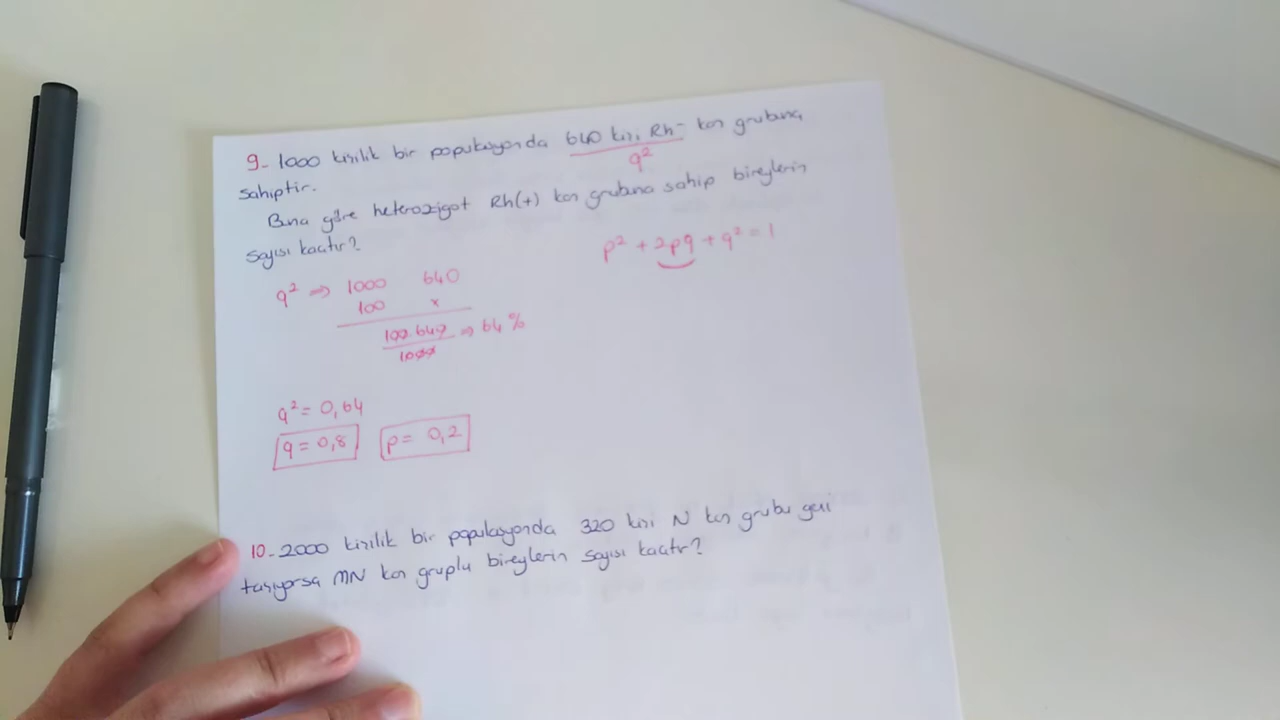 9- 1000 kişilik bir populasyonda 640 kişi Rh⁻ kan grubuna
q²
sahiptir.
Buna göre heterozigot Rh(+) kan grubuna sahip bireylerin
sayısı kaçtır?
p² + 2pq + q² = 1
q² ⇒ 1000 640
100 x
100.640 ⇒ 64 %
1000
q² = 0,64
q = 0,8 p = 0,2
10- 2000 kişilik bir populasyonda 320 kişi N kan grubu geni
taşıyorsa MN kan gruplu bireylerin sayısı kaçtır?